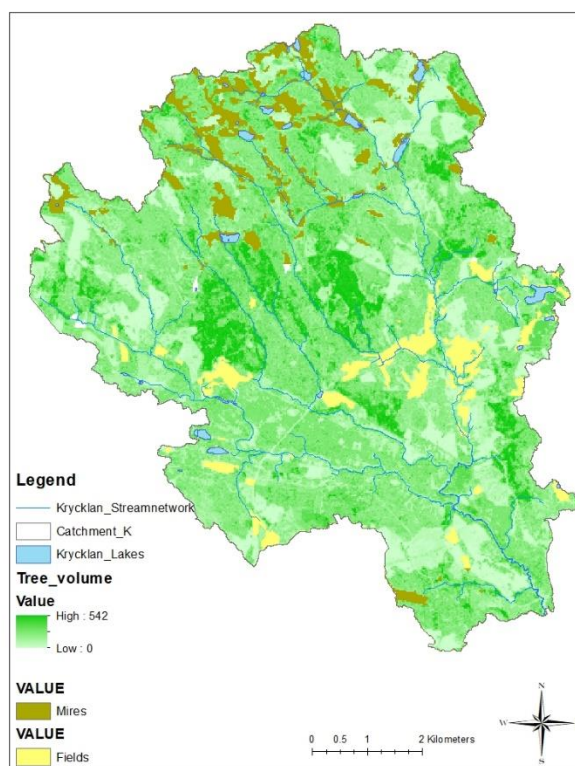 Legend
Krycklan_Streamnetwork
Catchment_K
Krycklan_Lakes
Tree_volume
Value
High : 542
Low : 0
VALUE
Mires
VALUE
Fields
0 0.5 1 2 Kilometers
N
W E
S